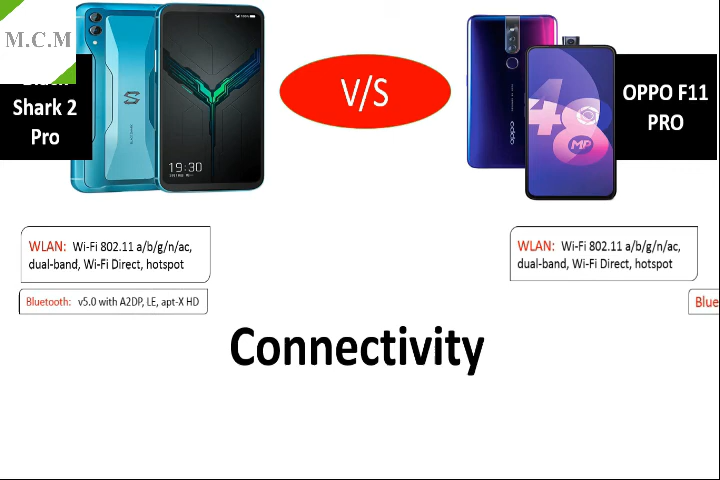 M.C.M
Shark 2
Pro
19:30
V/S
oppo
48
MP
OPPO F11
PRO
WLAN: Wi-Fi 802.11 a/b/g/n/ac,
dual-band, Wi-Fi Direct, hotspot
Bluetooth: v5.0 with A2DP, LE, apt-X HD
WLAN: Wi-Fi 802.11 a/b/g/n/ac,
dual-band, Wi-Fi Direct, hotspot
Blue
Connectivity